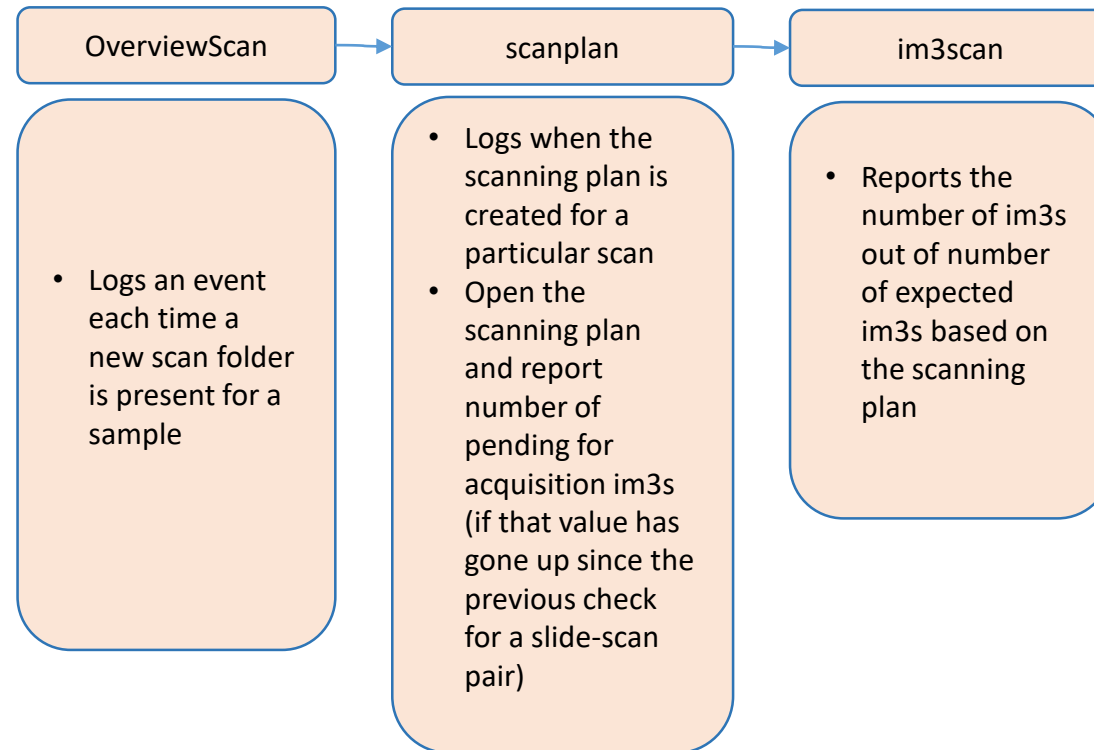 OverviewScan
scanplan
im3scan
• Logs an event
each time a
new scan folder
is present for a
sample
• Logs when the
scanning plan is
created for a
particular scan
• Open the
scanning plan
and report
number of
pending for
acquisition im3s
(if that value has
gone up since the
previous check
for a slide-scan
pair)
• Reports the
number of im3s
out of number
of expected
im3s based on
the scanning
plan